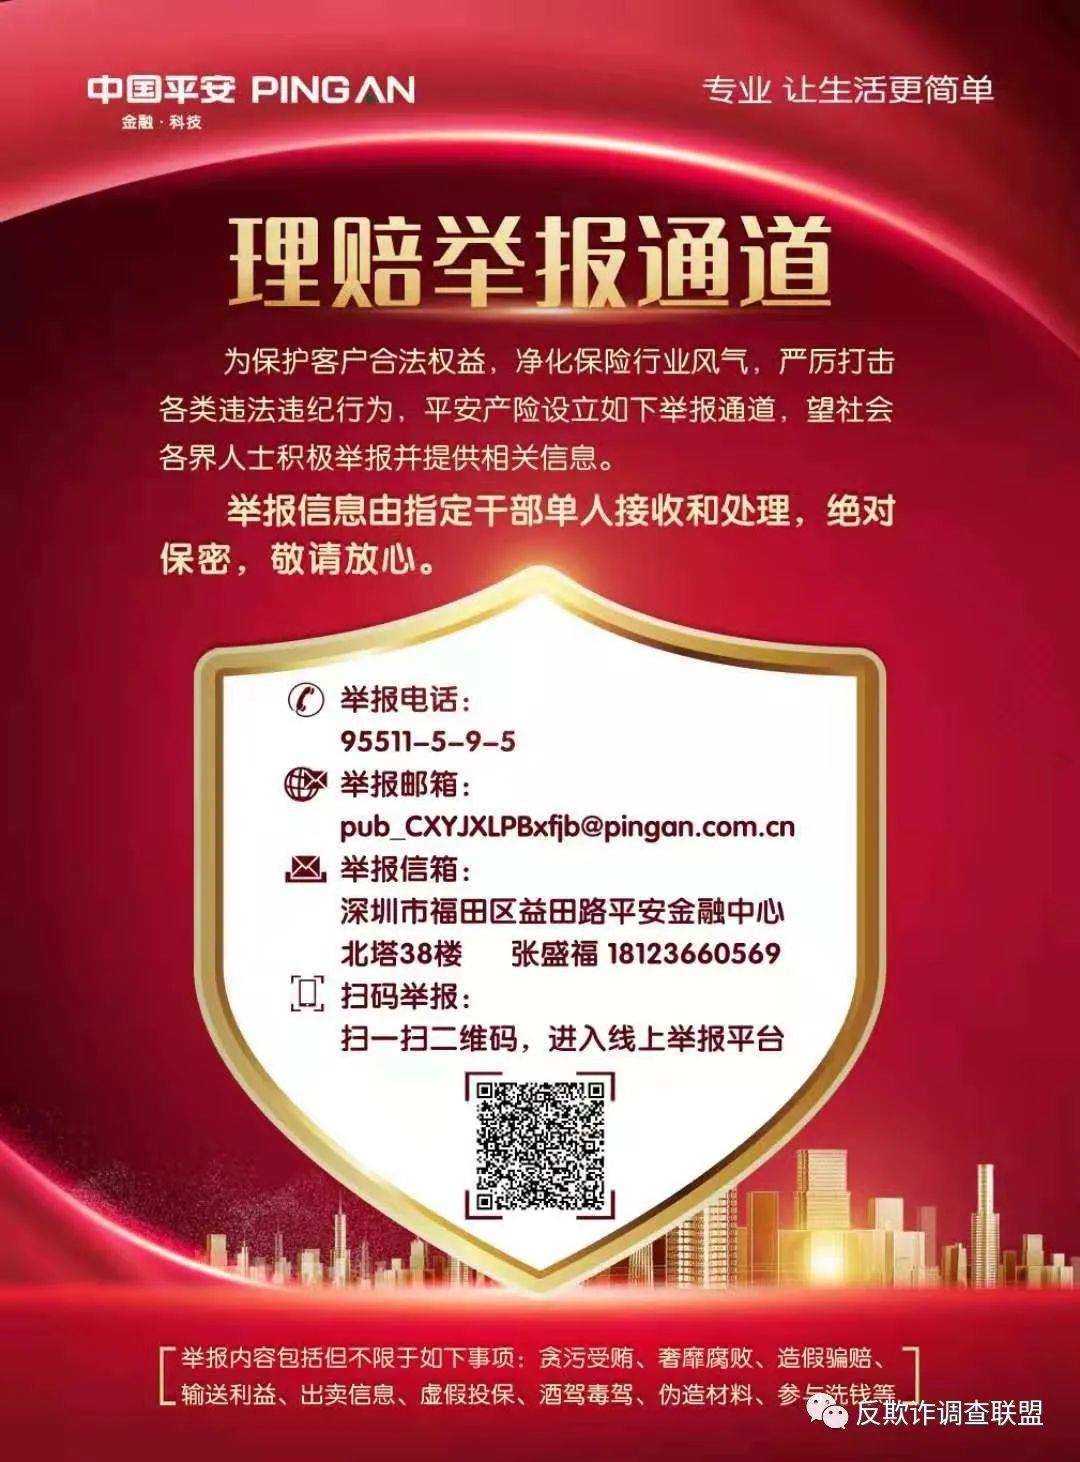 中国平安 PINGAN
金融·科技
专业 让生活更简单
理赔举报通道
为保护客户合法权益，净化保险行业风气，严厉打击
各类违法违纪行为，平安产险设立如下举报通道，望社会
各界人士积极举报并提供相关信息。
举报信息由指定干部单人接收和处理，绝对
保密，敬请放心。
举报电话：
95511-5-9-5
举报邮箱：
pub_CXYJXLPBxfjb@pingan.com.cn
举报信箱：
深圳市福田区益田路平安金融中心
北塔38楼 张盛福 18123660569
扫码举报：
扫一扫二维码，进入线上举报平台
举报内容包括但不限于如下事项：贪污受贿、奢靡腐败、造假骗赔、
输送利益、出卖信息、虚假投保、酒驾毒驾、伪造材料、参与洗钱等
反欺诈调查联盟